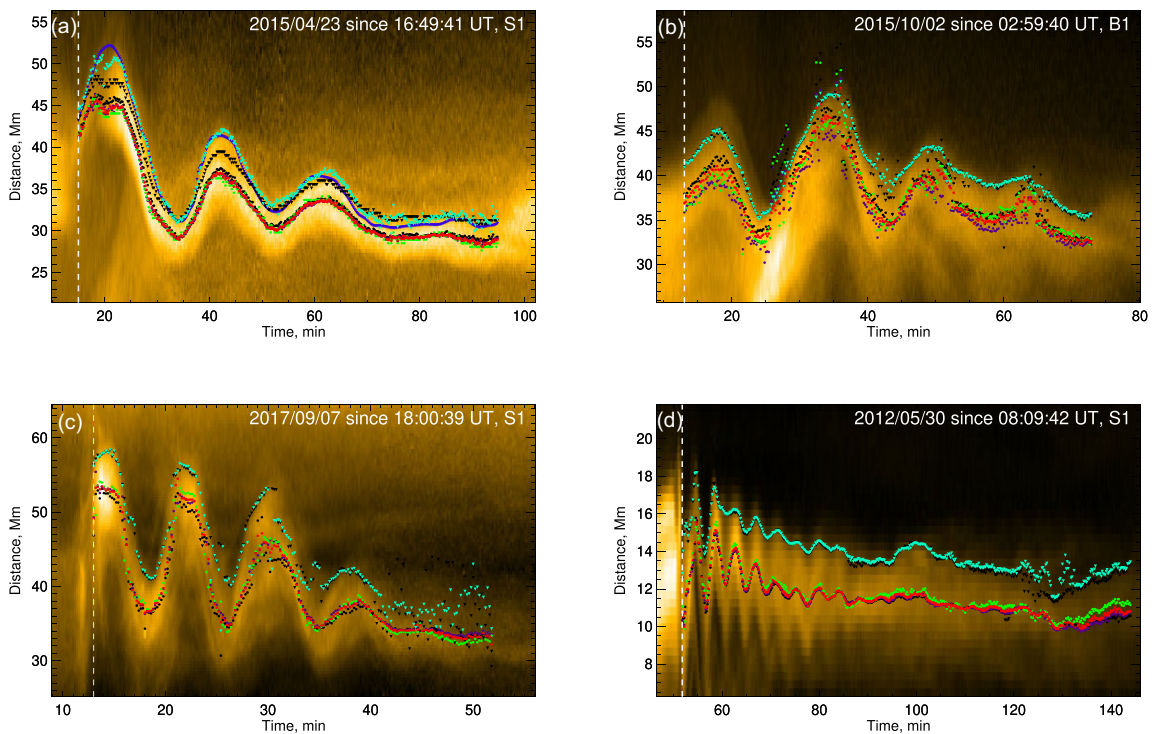 (a) 2015/04/23 since 16:49:41 UT, S1
55
50
45
40
35
30
25
Distance, Mm
20 40 60 80 100
Time, min
(b) 2015/10/02 since 02:59:40 UT, B1
55
50
45
40
35
30
Distance, Mm
20 40 60 80
Time, min
(c) 2017/09/07 since 18:00:39 UT, S1
60
50
40
30
Distance, Mm
10 20 30 40 50
Time, min
(d) 2012/05/30 since 08:09:42 UT, S1
20
18
16
14
12
10
8
Distance, Mm
60 80 100 120 140
Time, min